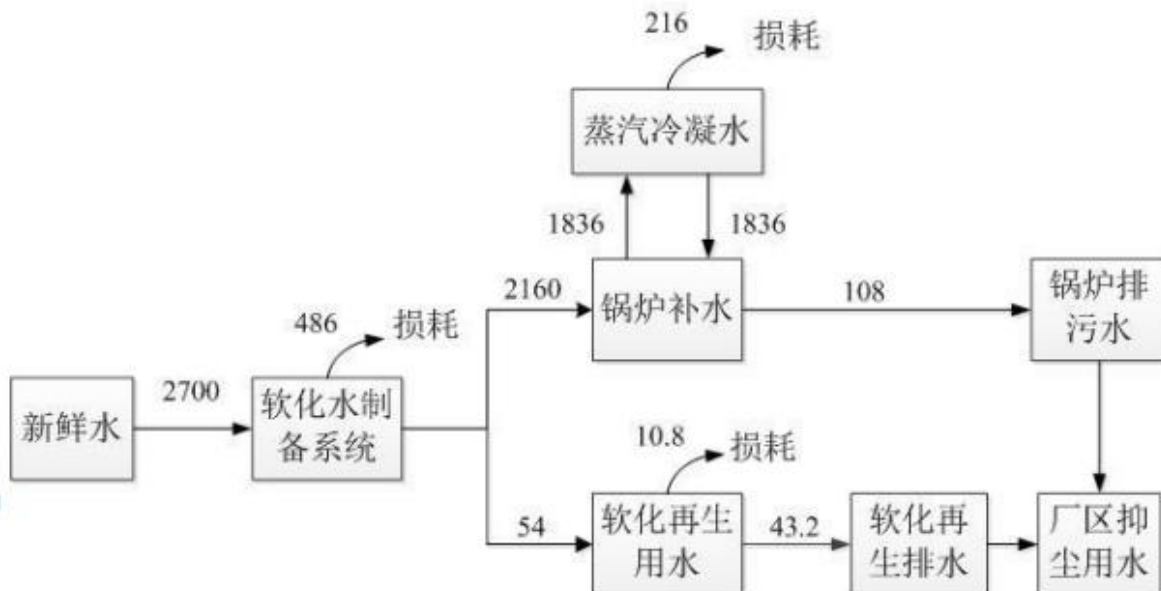 216
损耗
蒸汽冷凝水
1836
1836
2160
锅炉补水
108
锅炉排
污水
486
损耗
新鲜水
2700
软化水制
备系统
10.8
损耗
54
软化再生
用水
43.2
软化再
生排水
厂区抑
尘用水